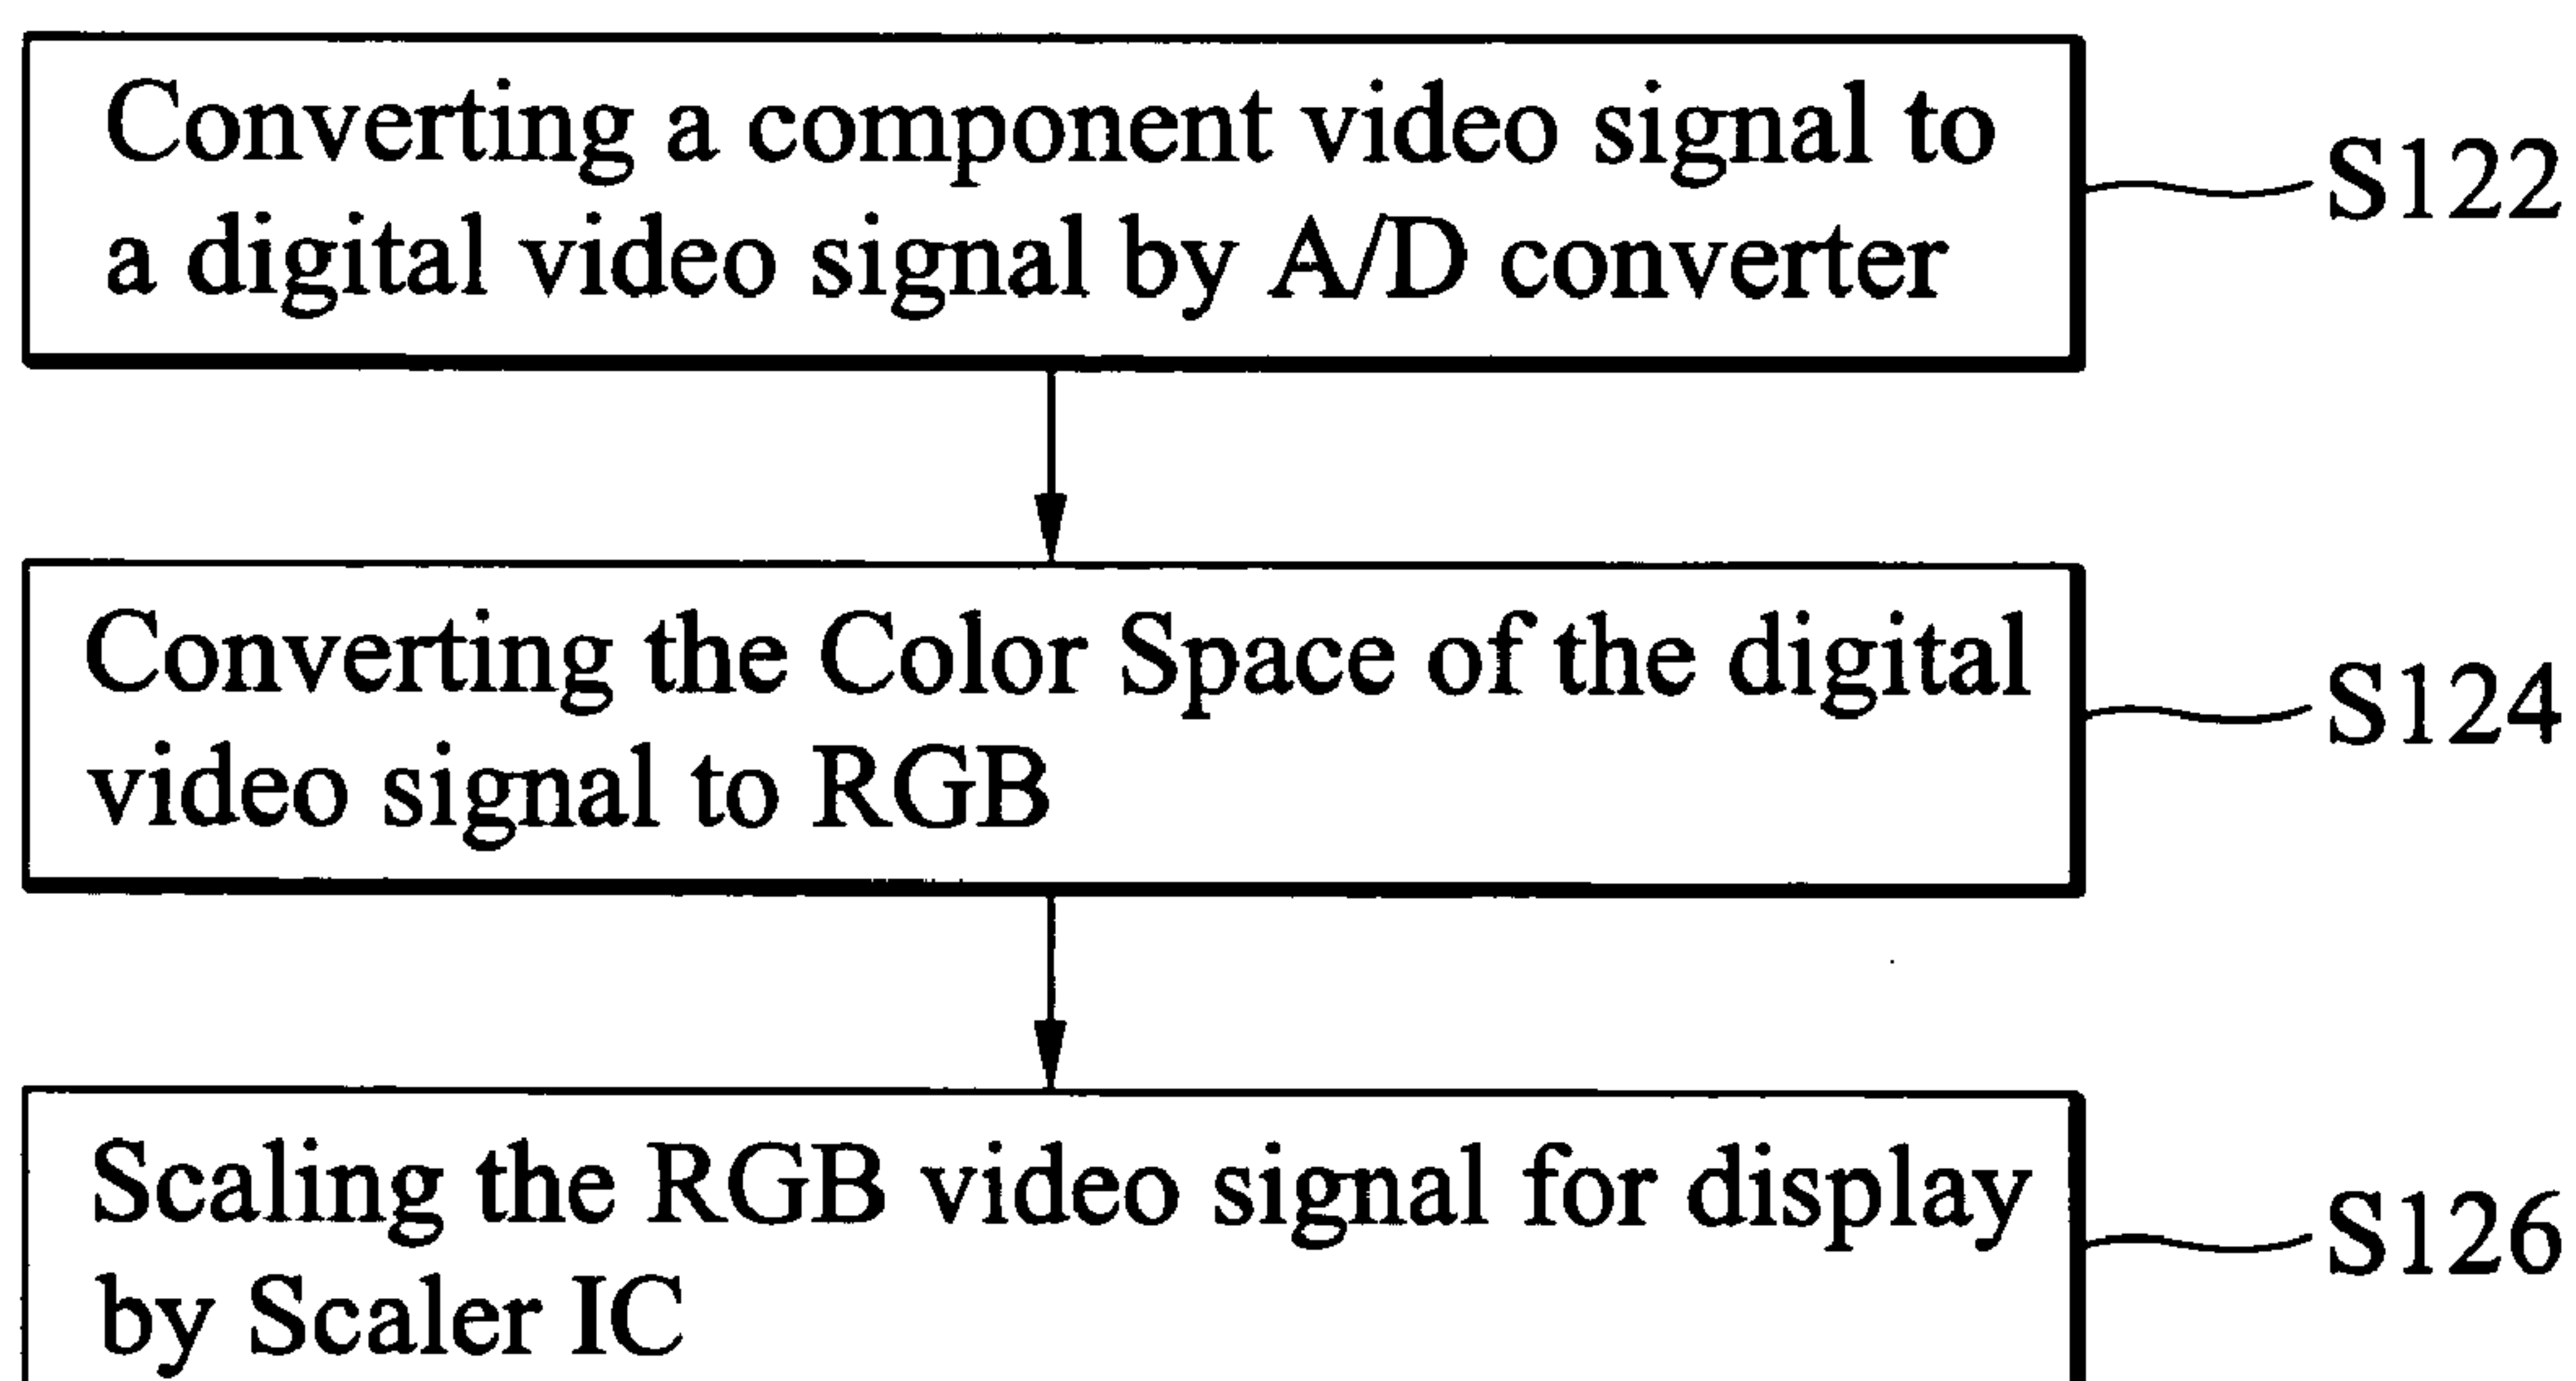 Converting a component video signal to
a digital video signal by A/D converter
S122
Converting the Color Space of the digital
video signal to RGB
S124
Scaling the RGB video signal for display
by Scaler IC
S126